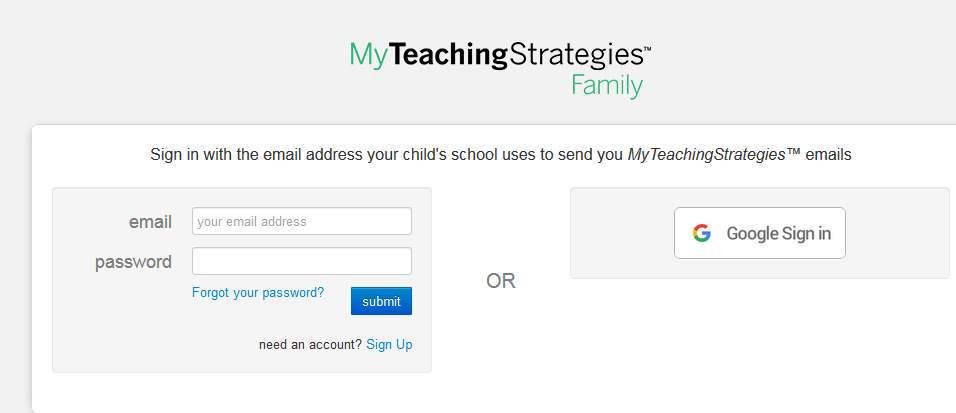 MyTeachingStrategies™
Family
Sign in with the email address your child's school uses to send you MyTeachingStrategies™ emails
email
your email address
password
Forgot your password?
submit
need an account? Sign Up
OR
Google Sign in